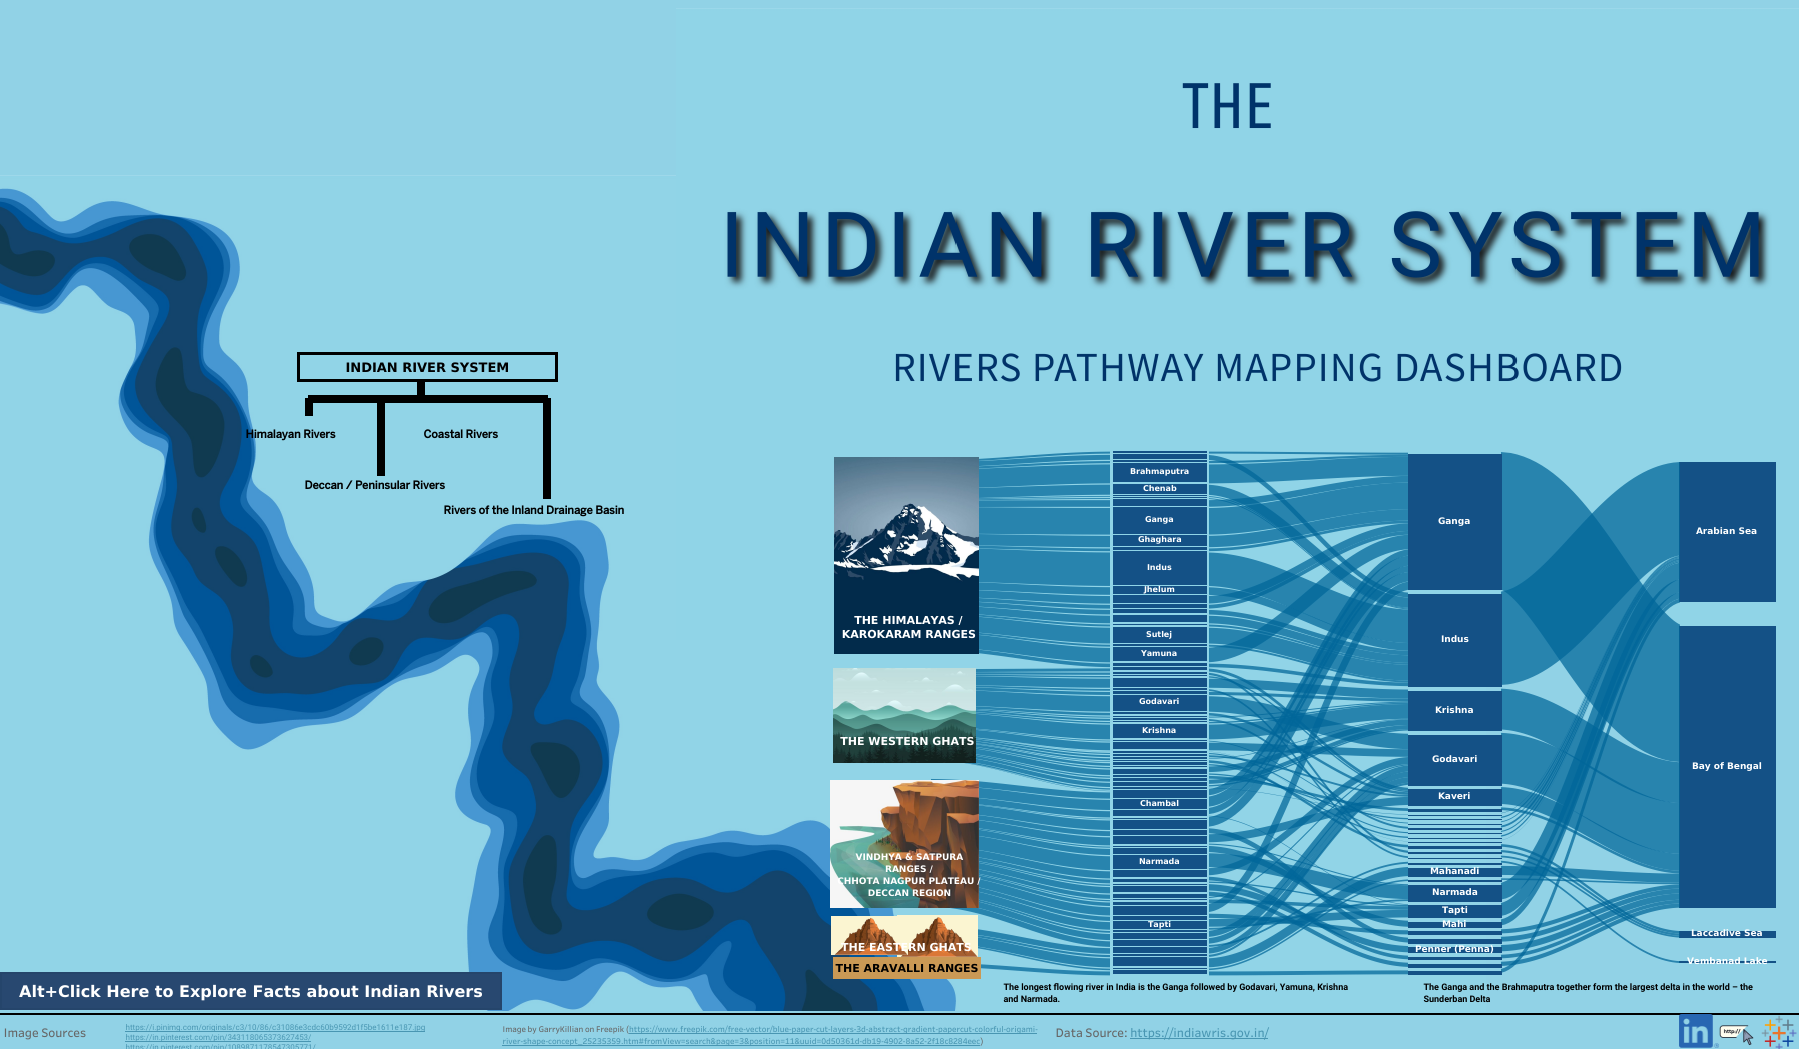 THE
INDIAN RIVER SYSTEM
RIVERS PATHWAY MAPPING DASHBOARD
INDIAN RIVER SYSTEM
Himalayan Rivers
Coastal Rivers
Deccan / Peninsular Rivers
Rivers of the Inland Drainage Basin
THE HIMALAYAS /
KAROKARAM RANGES
THE WESTERN GHATS
VINDHYA & SATPURA
RANGES /
CHHOTA NAGPUR PLATEAU /
DECCAN REGION
THE EASTERN GHATS
THE ARAVALLI RANGES
Brahmaputra
Chenab
Ganga
Ghaghara
Indus
Jhelum
Sutlej
Yamuna
Godavari
Krishna
Chambal
Narmada
Tapti
Ganga
Indus
Krishna
Godavari
Kaveri
Mahanadi
Narmada
Tapti
Mahi
Penner (Penna)
Arabian Sea
Bay of Bengal
Laccadive Sea
Vembanad Lake
The longest flowing river in India is the Ganga followed by Godavari, Yamuna, Krishna
and Narmada.
The Ganga and the Brahmaputra together form the largest delta in the world – the
Sunderban Delta
Alt+Click Here to Explore Facts about Indian Rivers
Image Sources
https://i.pinimg.com/originals/c3/10/86/c31086e3cdc60b9592d1f5be1611e187.jpg
https://in.pinterest.com/pin/343118065373627453/
https://in.pinterest.com/pin/1089871178547305771/
Image by GarryKillian on Freepik (https://www.freepik.com/free-vector/blue-paper-cut-layers-3d-abstract-gradient-papercut-colorful-origami-
river-shape-concept_25235359.htm#fromView=search&page=3&position=11&uuid=0d50361d-db19-4902-8a52-2f18c8284eec)
Data Source: https://indiawris.gov.in/
in
http://